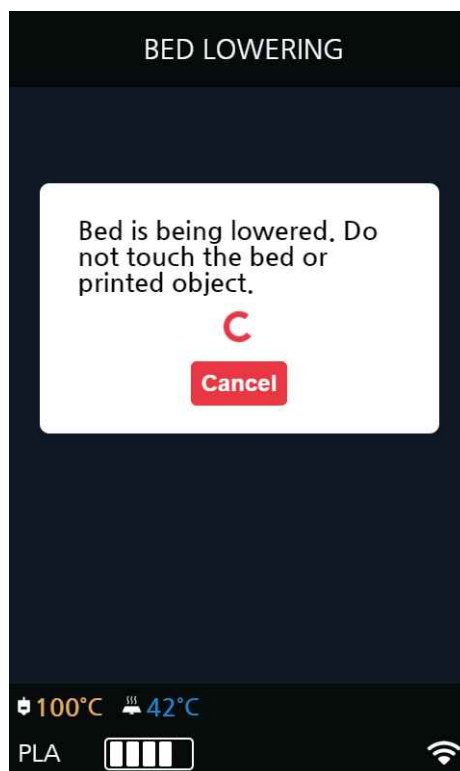 BED LOWERING
Bed is being lowered. Do
not touch the bed or
printed object.
Cancel
100°C 42°C
PLA